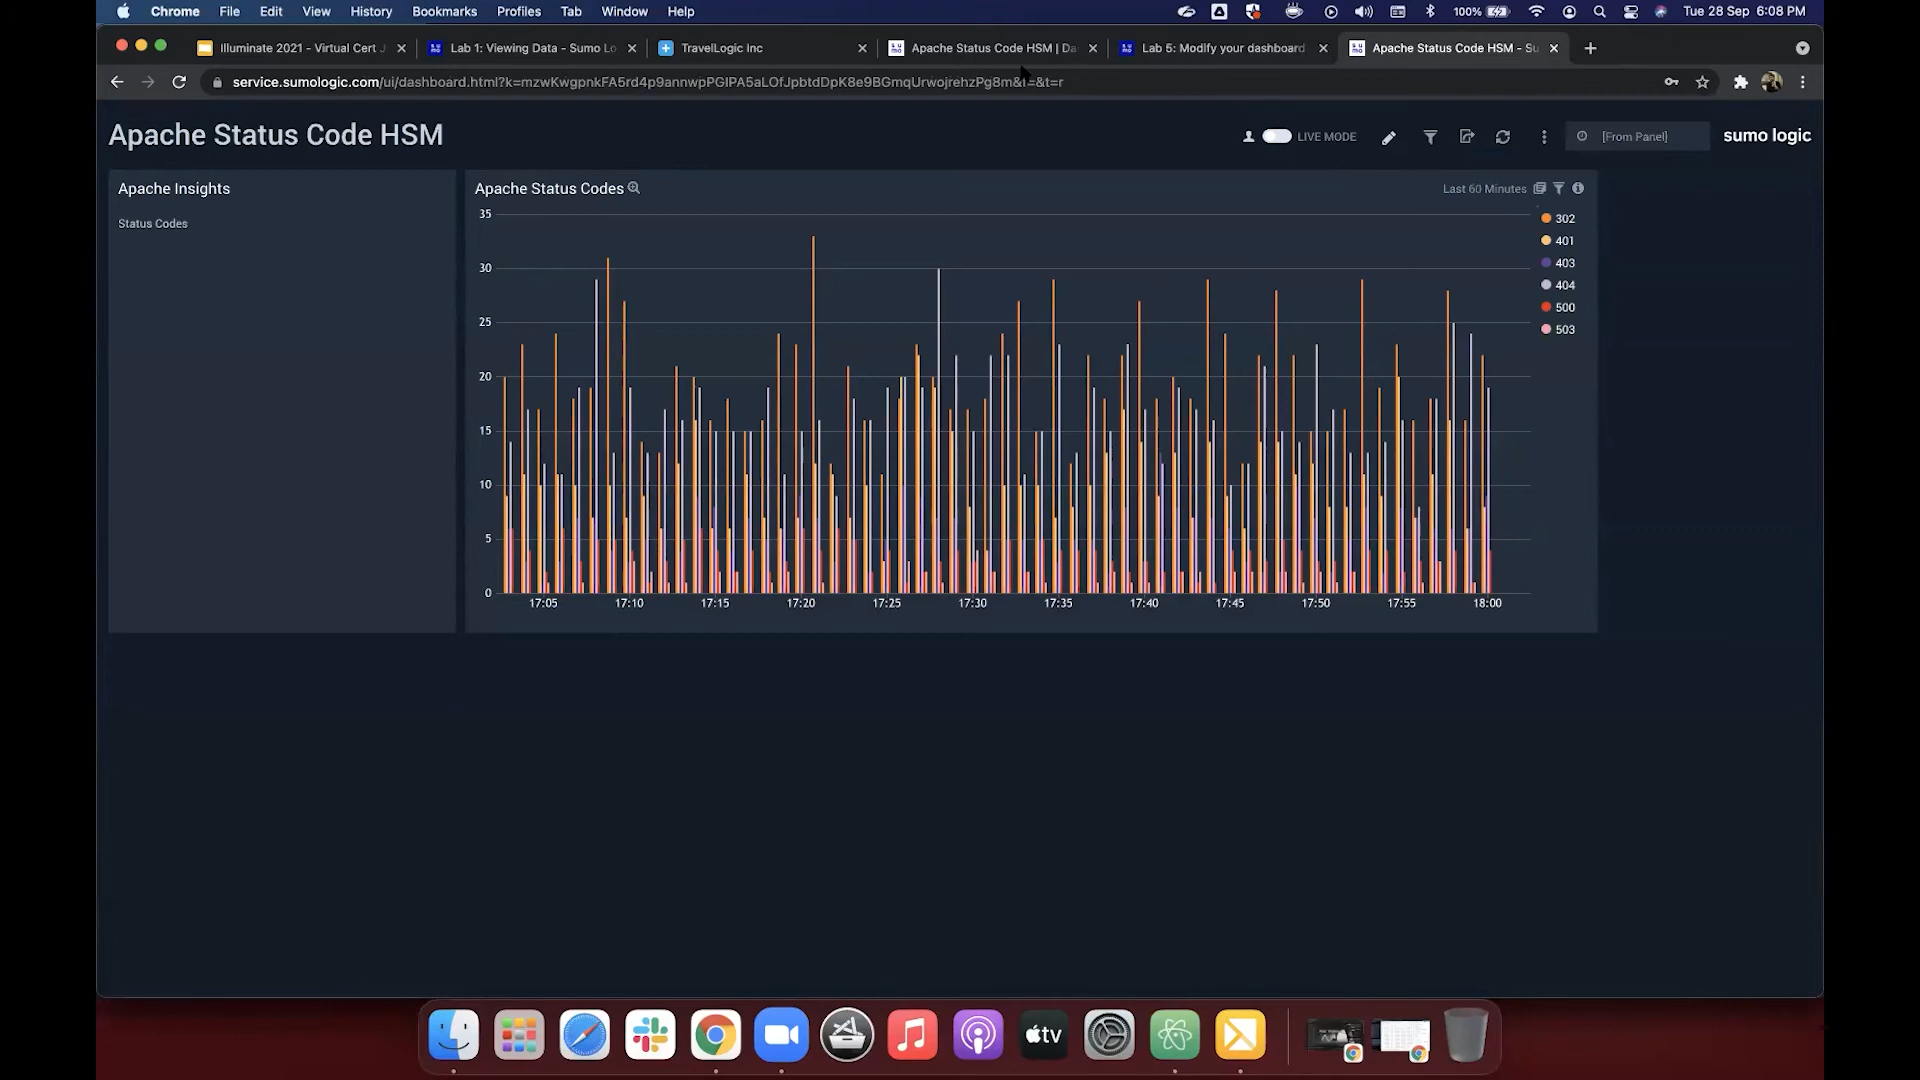 Chrome File Edit View History Bookmarks Profiles Tab Window Help 100% Tue 28 Sep 6:08 PM
Illuminate 2021 - Virtual Cert J Lab 1: Viewing Data - Sumo Lo TravelLogic Inc Apache Status Code HSM | Da Lab 5: Modify your dashboard Apache Status Code HSM - Su
service.sumologic.com/ui/dashboard.html?k=mzwKwgpnkFA5rd4p9annwpPGIPA5aLOfJpbtdDpK8e9BGmqUrwojrehzPg8m&f=&t=r
Apache Status Code HSM LIVE MODE [From Panel] sumo logic
Apache Insights
Status Codes
Apache Status Codes Last 60 Minutes
35
30
25
20
15
10
5
0
17:05 17:10 17:15 17:20 17:25 17:30 17:35 17:40 17:45 17:50 17:55 18:00
302
401
403
404
500
503
tv